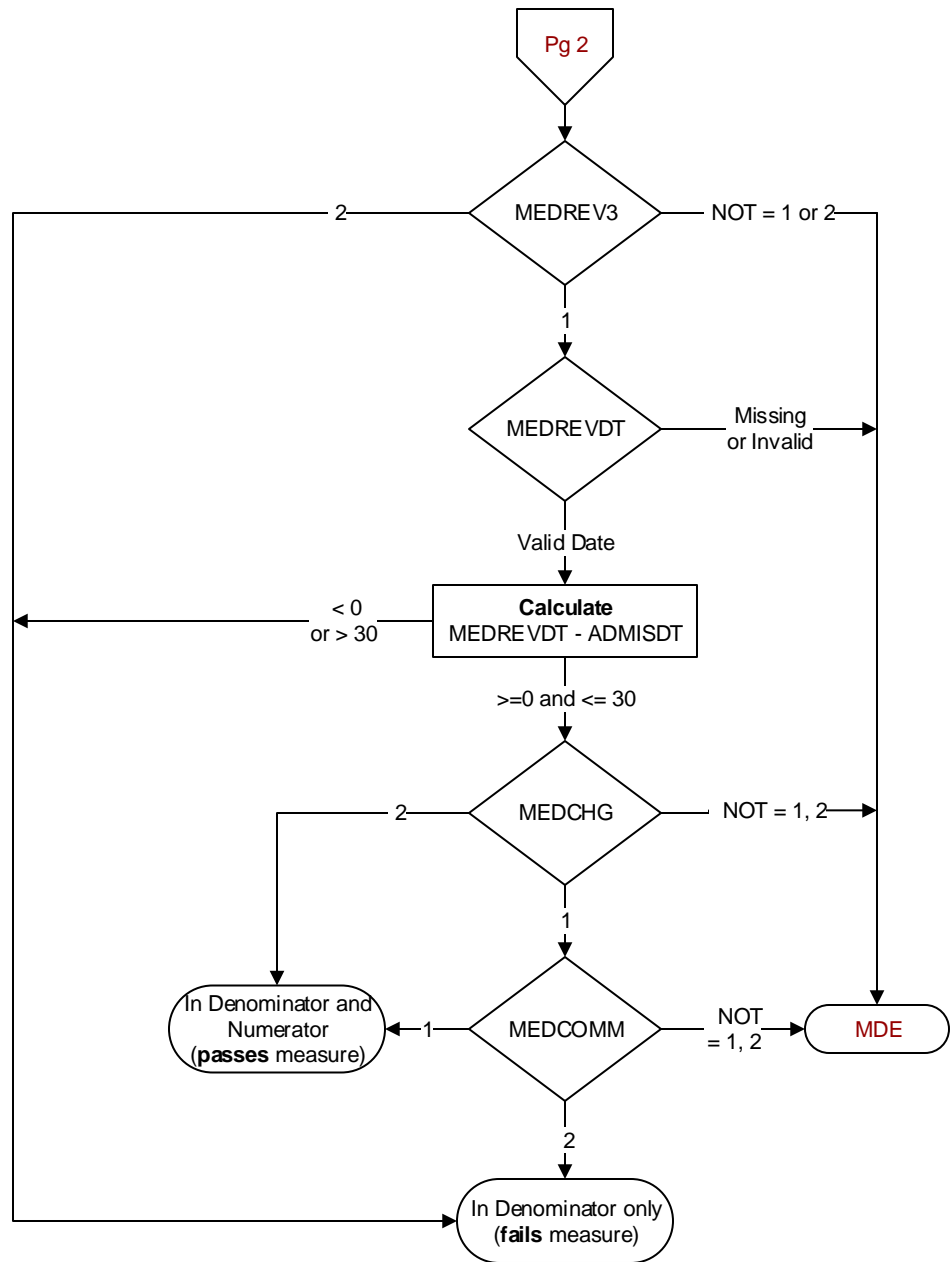 Pg 2
2
MEDREV3
NOT = 1 or 2
1
MEDREVDT
Missing
or Invalid
Valid Date
< 0
or > 30
Calculate
MEDREVDT - ADMISDT
>=0 and <= 30
2
MEDCHG
NOT = 1, 2
1
In Denominator and
Numerator
(passes measure)
1
MEDCOMM
NOT
= 1, 2
MDE
2
In Denominator only
(fails measure)